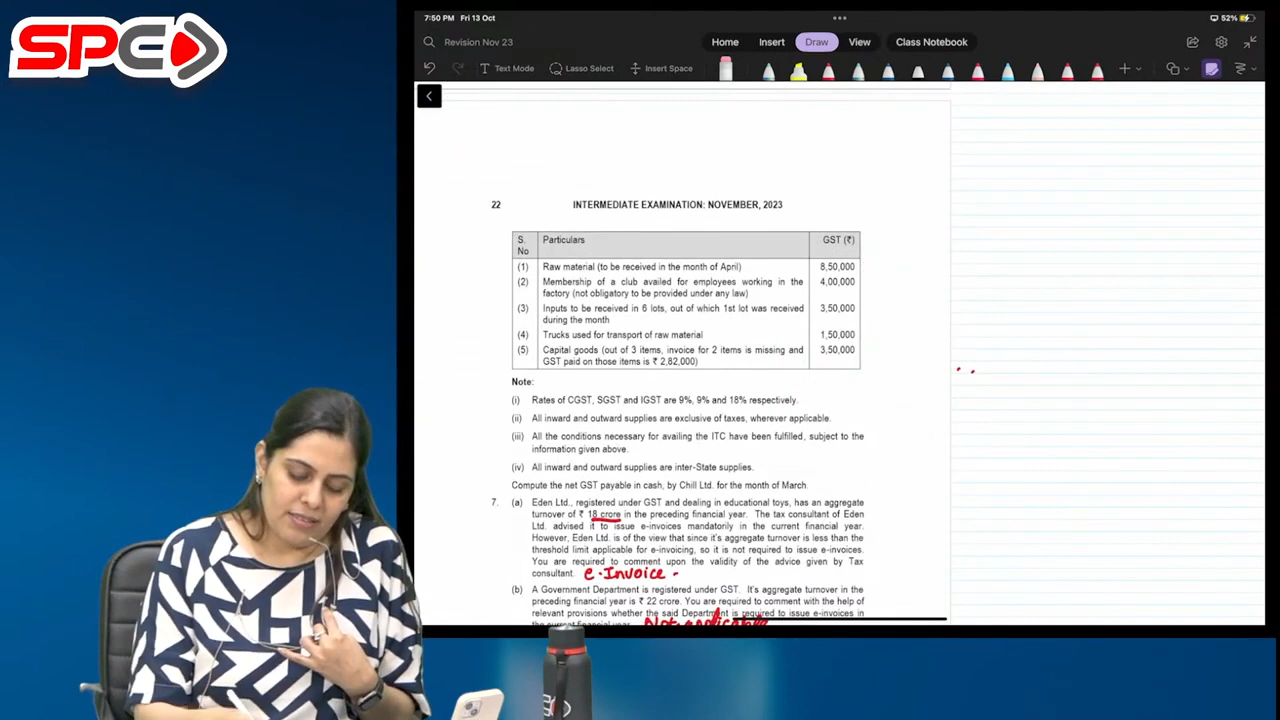 SPC
7:50 PM Fri 13 Oct
52%
Revision Nov 23
Home Insert Draw View Class Notebook
Text Mode Lasso Select Insert Space
22 INTERMEDIATE EXAMINATION: NOVEMBER, 2023
S. No Particulars GST (₹)
(1) Raw material (to be received in the month of April) 8,50,000
(2) Membership of a club availed for employees working in the 4,00,000
factory (not obligatory to be provided under any law)
(3) Inputs to be received in 6 lots, out of which 1st lot was received 3,50,000
during the month
(4) Trucks used for transport of raw material 1,50,000
(5) Capital goods (out of 3 items, invoice for 2 items is missing and 3,50,000
GST paid on those items is ₹ 2,82,000)
Note:
(i) Rates of CGST, SGST and IGST are 9%, 9% and 18% respectively.
(ii) All inward and outward supplies are exclusive of taxes, wherever applicable.
(iii) All the conditions necessary for availing the ITC have been fulfilled, subject to the
information given above.
(iv) All inward and outward supplies are inter-State supplies.
Compute the net GST payable in cash, by Chill Ltd. for the month of March.
7. (a) Eden Ltd., registered under GST and dealing in educational toys, has an aggregate
turnover of ₹ 18 crore in the preceding financial year. The tax consultant of Eden
Ltd. advised it to issue e-invoices mandatorily in the current financial year.
However, Eden Ltd. is of the view that since it's aggregate turnover is less than the
threshold limit applicable for e-invoicing, so it is not required to issue e-invoices.
You are required to comment upon the validity of the advice given by Tax
consultant. e-Invoice -
(b) A Government Department is registered under GST. It's aggregate turnover in the
preceding financial year is ₹ 22 crore. You are required to comment with the help of
relevant provisions whether the said Department is required to issue e-invoices in
the current financial year. Not applicable